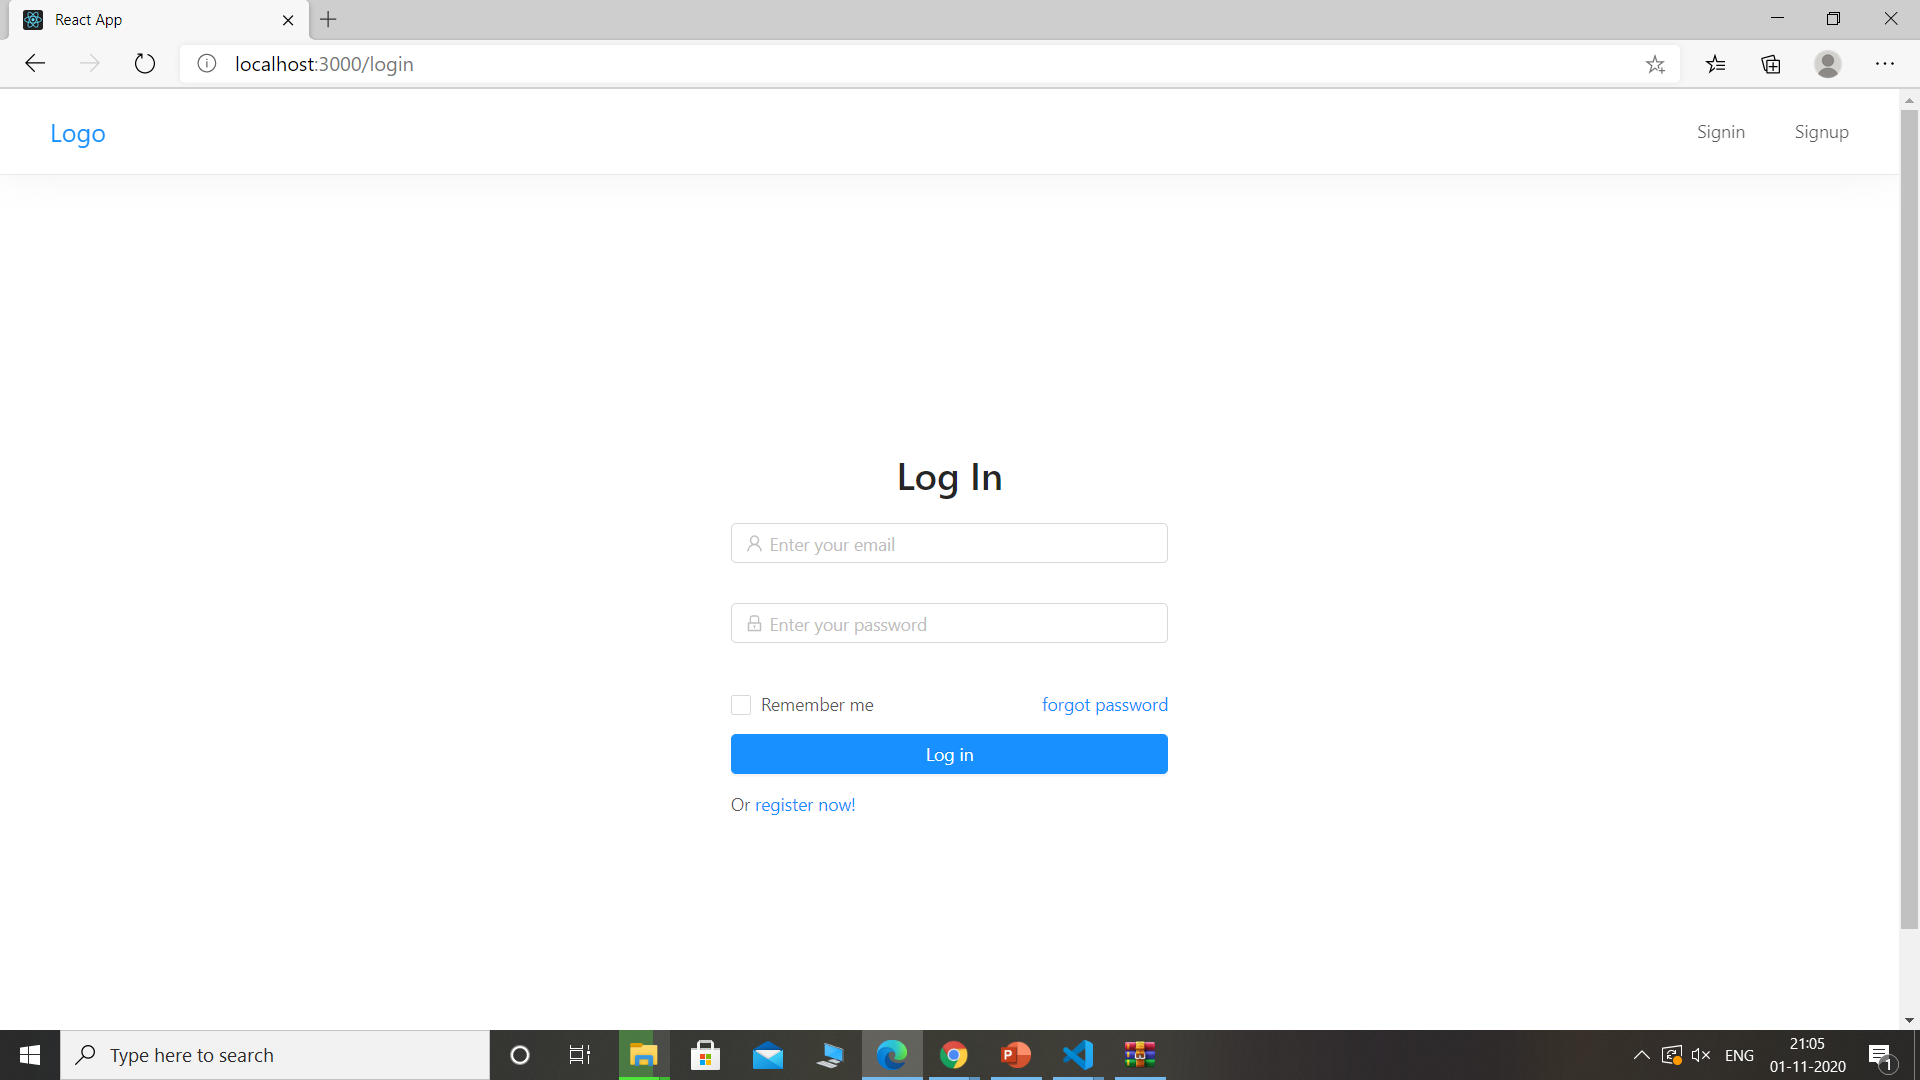 React App
localhost:3000/login
Logo
Signin
Signup
Log In
Enter your email
Enter your password
Remember me
forgot password
Log in
Or register now!
Type here to search
ENG
21:05
01-11-2020
1